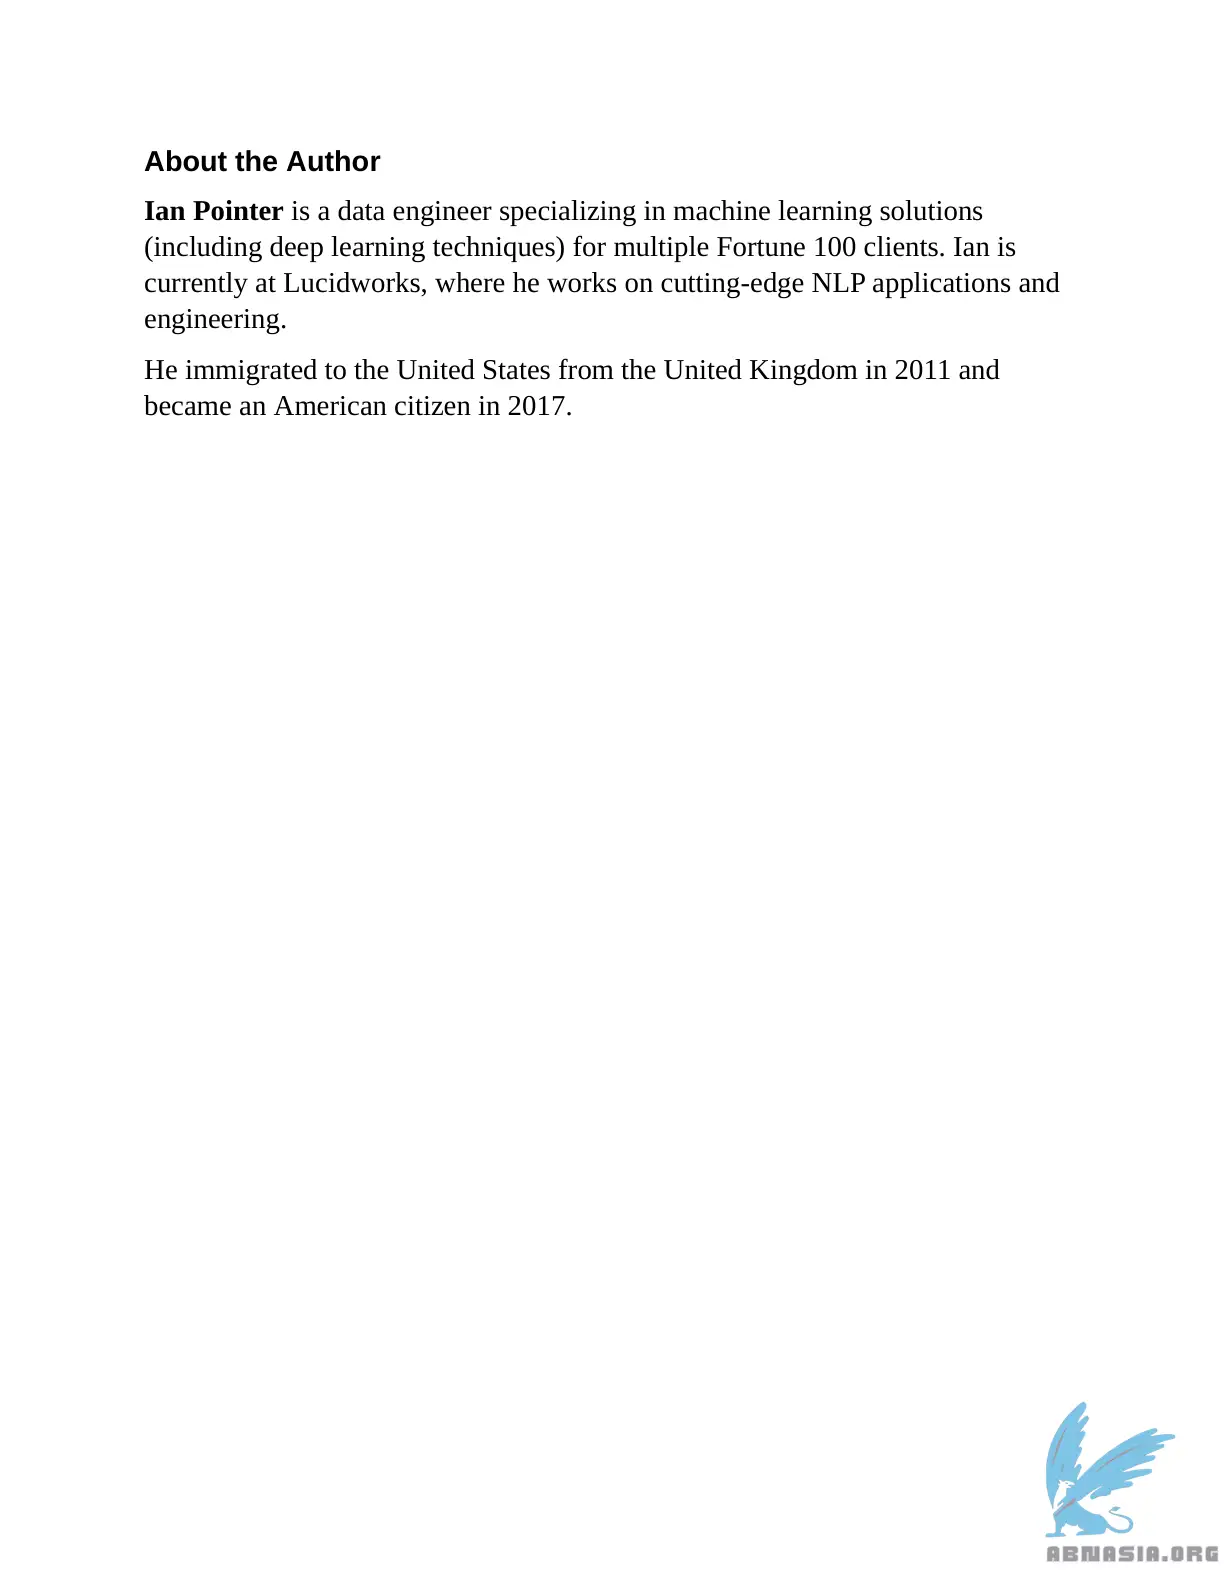 About the Author
Ian Pointer is a data engineer specializing in machine learning solutions
(including deep learning techniques) for multiple Fortune 100 clients. Ian is
currently at Lucidworks, where he works on cutting-edge NLP applications and
engineering.
He immigrated to the United States from the United Kingdom in 2011 and
became an American citizen in 2017.
ABNASIA.ORG